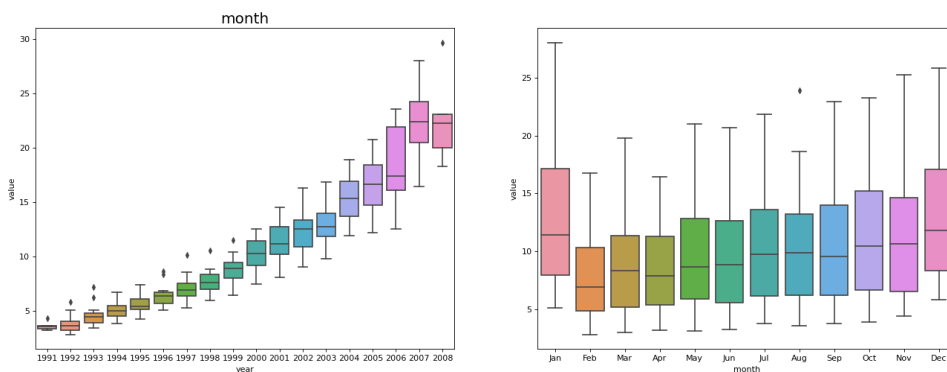 month
30
25
20
15
10
5
value
1991 1992 1993 1994 1995 1996 1997 1998 1999 2000 2001 2002 2003 2004 2005 2006 2007 2008
year
25
20
15
10
5
value
Jan Feb Mar Apr May Jun Jul Aug Sep Oct Nov Dec
month